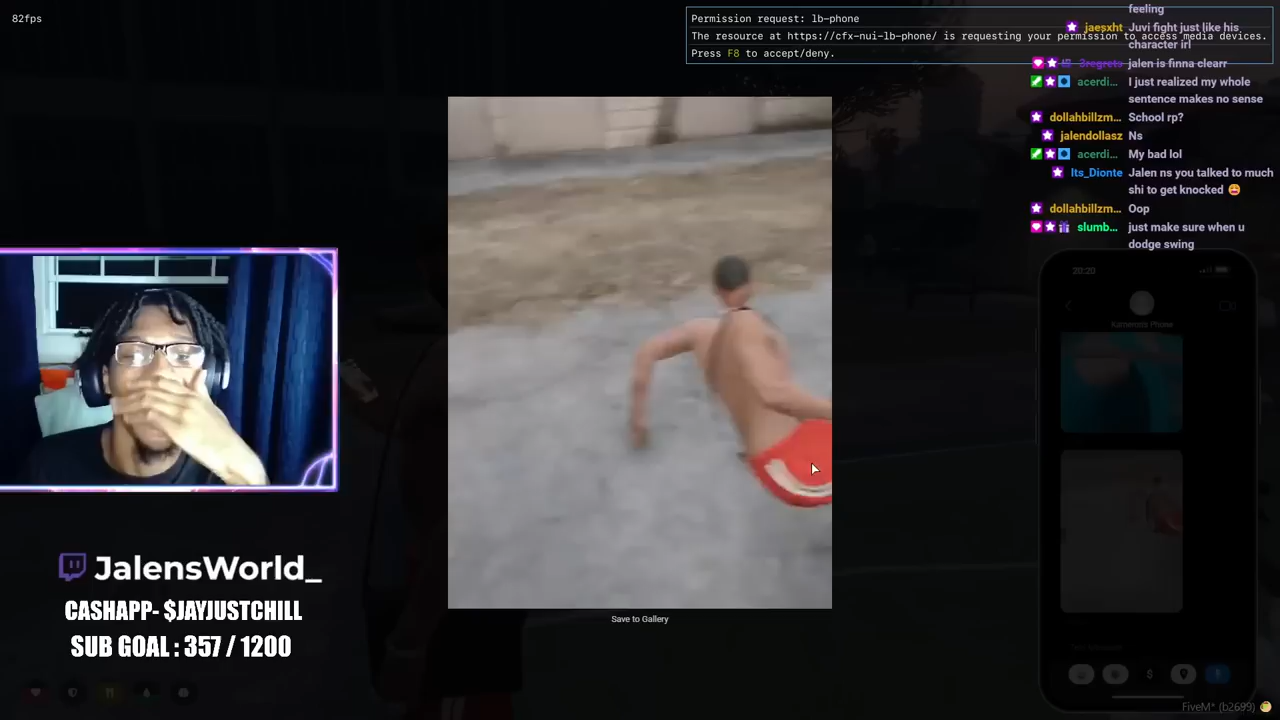 82fps
Permission request: lb-phone
The resource at https://cfx-nui-lb-phone/ is requesting your permission to access media devices.
Press F8 to accept/deny.
feeling
jaesxht Juvi fight just like his
character irl
3regrets jalen is finna clearr
acerdi... I just realized my whole
sentence makes no sense
dollahbillzm... School rp?
jalendollasz Ns
acerdi... My bad lol
Its_Dionte Jalen ns you talked to much
shi to get knocked 😩
dollahbillzm... Oop
slumb... just make sure when u
dodge swing
20:20
Save to Gallery
JalensWorld_
CASHAPP- $JAYJUSTCHILL
SUB GOAL : 357 / 1200
$
FiveM* (b2699)